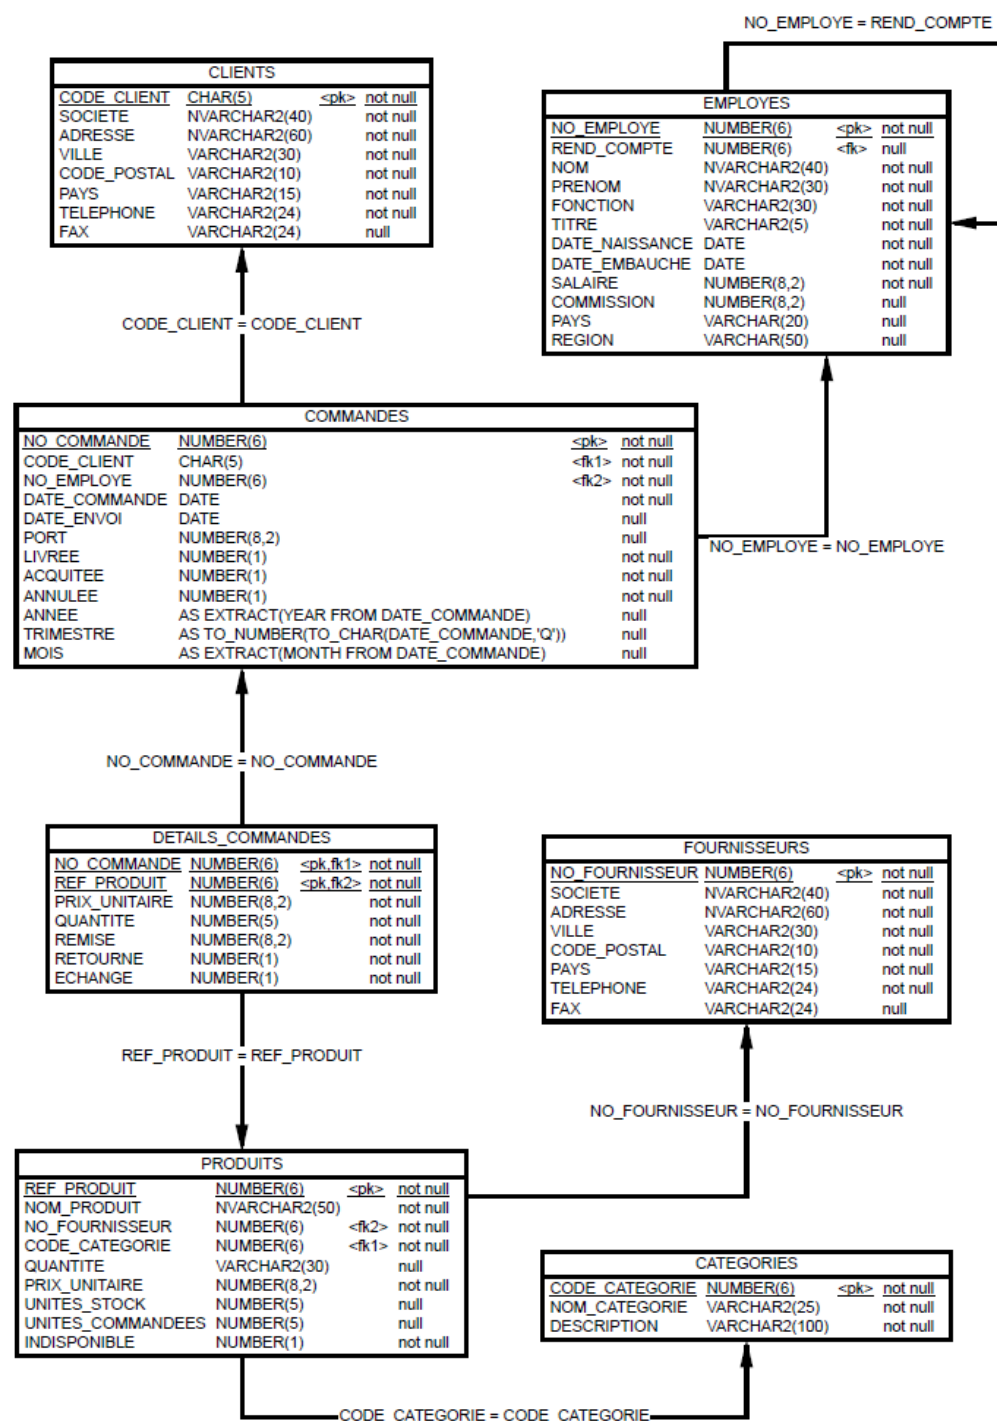 NO_EMPLOYE = REND_COMPTE
CLIENTS
CODE_CLIENT CHAR(5) <pk> not null
SOCIETE NVARCHAR2(40) not null
ADRESSE NVARCHAR2(60) not null
VILLE VARCHAR2(30) not null
CODE_POSTAL VARCHAR2(10) not null
PAYS VARCHAR2(15) not null
TELEPHONE VARCHAR2(24) not null
FAX VARCHAR2(24) null
EMPLOYES
NO_EMPLOYE NUMBER(6) <pk> not null
REND_COMPTE NUMBER(6) <fk> null
NOM NVARCHAR2(40) not null
PRENOM NVARCHAR2(30) not null
FONCTION VARCHAR2(30) not null
TITRE VARCHAR2(5) not null
DATE_NAISSANCE DATE not null
DATE_EMBAUCHE DATE not null
SALAIRE NUMBER(8,2) not null
COMMISSION NUMBER(8,2) null
PAYS VARCHAR(20) null
REGION VARCHAR(50) null
CODE_CLIENT = CODE_CLIENT
COMMANDES
NO_COMMANDE NUMBER(6) <pk> not null
CODE_CLIENT CHAR(5) <fk1> not null
NO_EMPLOYE NUMBER(6) <fk2> not null
DATE_COMMANDE DATE not null
DATE_ENVOI DATE null
PORT NUMBER(8,2) null
LIVREE NUMBER(1) not null
ACQUITEE NUMBER(1) not null
ANNULEE NUMBER(1) not null
ANNEE AS EXTRACT(YEAR FROM DATE_COMMANDE) null
TRIMESTRE AS TO_NUMBER(TO_CHAR(DATE_COMMANDE,'Q')) null
MOIS AS EXTRACT(MONTH FROM DATE_COMMANDE) null
NO_EMPLOYE = NO_EMPLOYE
NO_COMMANDE = NO_COMMANDE
DETAILS_COMMANDES
NO_COMMANDE NUMBER(6) <pk,fk1> not null
REF_PRODUIT NUMBER(6) <pk,fk2> not null
PRIX_UNITAIRE NUMBER(8,2) not null
QUANTITE NUMBER(5) not null
REMISE NUMBER(8,2) not null
RETOURNE NUMBER(1) not null
ECHANGE NUMBER(1) not null
FOURNISSEURS
NO_FOURNISSEUR NUMBER(6) <pk> not null
SOCIETE NVARCHAR2(40) not null
ADRESSE NVARCHAR2(60) not null
VILLE VARCHAR2(30) not null
CODE_POSTAL VARCHAR2(10) not null
PAYS VARCHAR2(15) not null
TELEPHONE VARCHAR2(24) not null
FAX VARCHAR2(24) null
REF_PRODUIT = REF_PRODUIT
NO_FOURNISSEUR = NO_FOURNISSEUR
PRODUITS
REF_PRODUIT NUMBER(6) <pk> not null
NOM_PRODUIT NVARCHAR2(50) not null
NO_FOURNISSEUR NUMBER(6) <fk2> not null
CODE_CATEGORIE NUMBER(6) <fk1> not null
QUANTITE VARCHAR2(30) null
PRIX_UNITAIRE NUMBER(8,2) not null
UNITES_STOCK NUMBER(5) null
UNITES_COMMANDEES NUMBER(5) null
INDISPONIBLE NUMBER(1) not null
CATEGORIES
CODE_CATEGORIE NUMBER(6) <pk> not null
NOM_CATEGORIE VARCHAR2(25) not null
DESCRIPTION VARCHAR2(100) not null
CODE_CATEGORIE = CODE_CATEGORIE